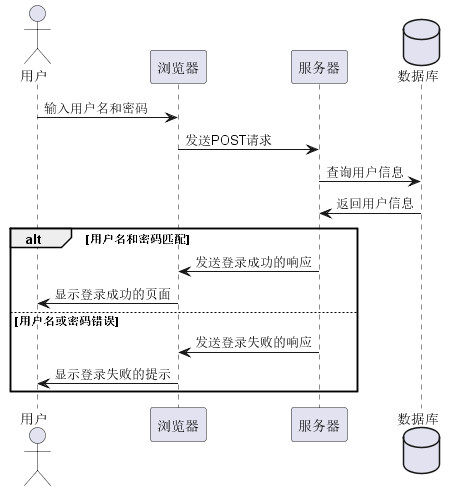 用户
浏览器
服务器
数据库
输入用户名和密码
发送POST请求
查询用户信息
返回用户信息
alt [用户名和密码匹配]
发送登录成功的响应
显示登录成功的页面
[用户名或密码错误]
发送登录失败的响应
显示登录失败的提示
用户
浏览器
服务器
数据库